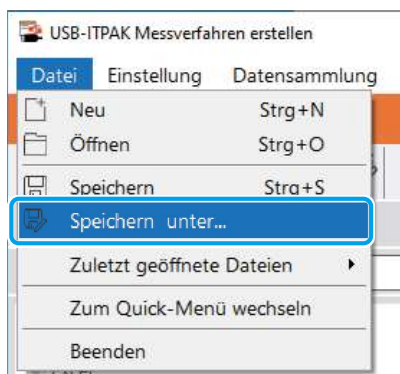 USB-ITPAK Messverfahren erstellen
Datei Einstellung Datensammlung
Neu Strg+N
Öffnen Strg+O
Speichern Strg+S
Speichern unter...
Zuletzt geöffnete Dateien
Zum Quick-Menü wechseln
Beenden